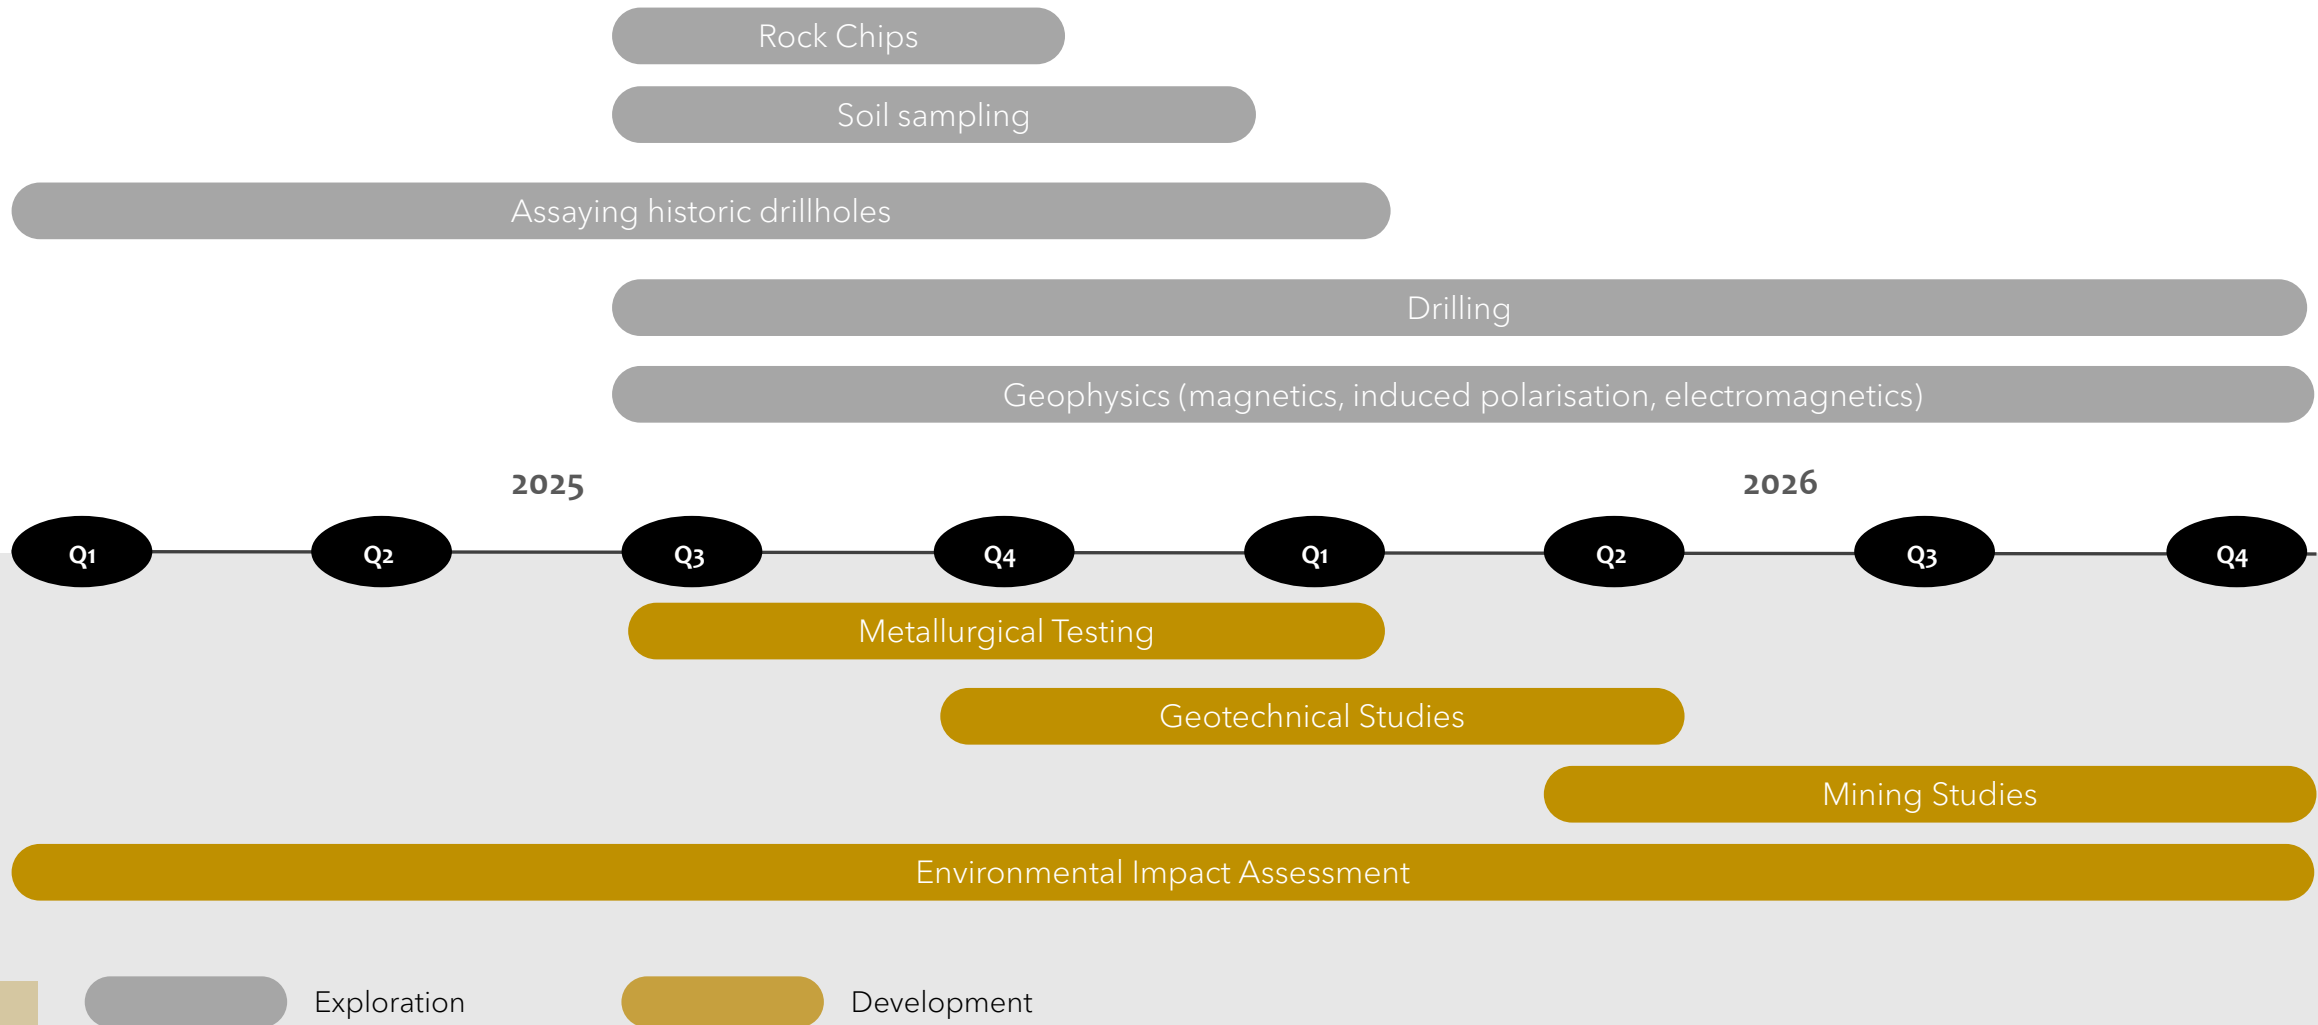 Rock Chips
Soil sampling
Assaying historic drillholes
Drilling
Geophysics (magnetics, induced polarisation, electromagnetics)
2025 2026
Q1 Q2 Q3 Q4 Q1 Q2 Q3 Q4
Metallurgical Testing
Geotechnical Studies
Mining Studies
Environmental Impact Assessment
Exploration Development